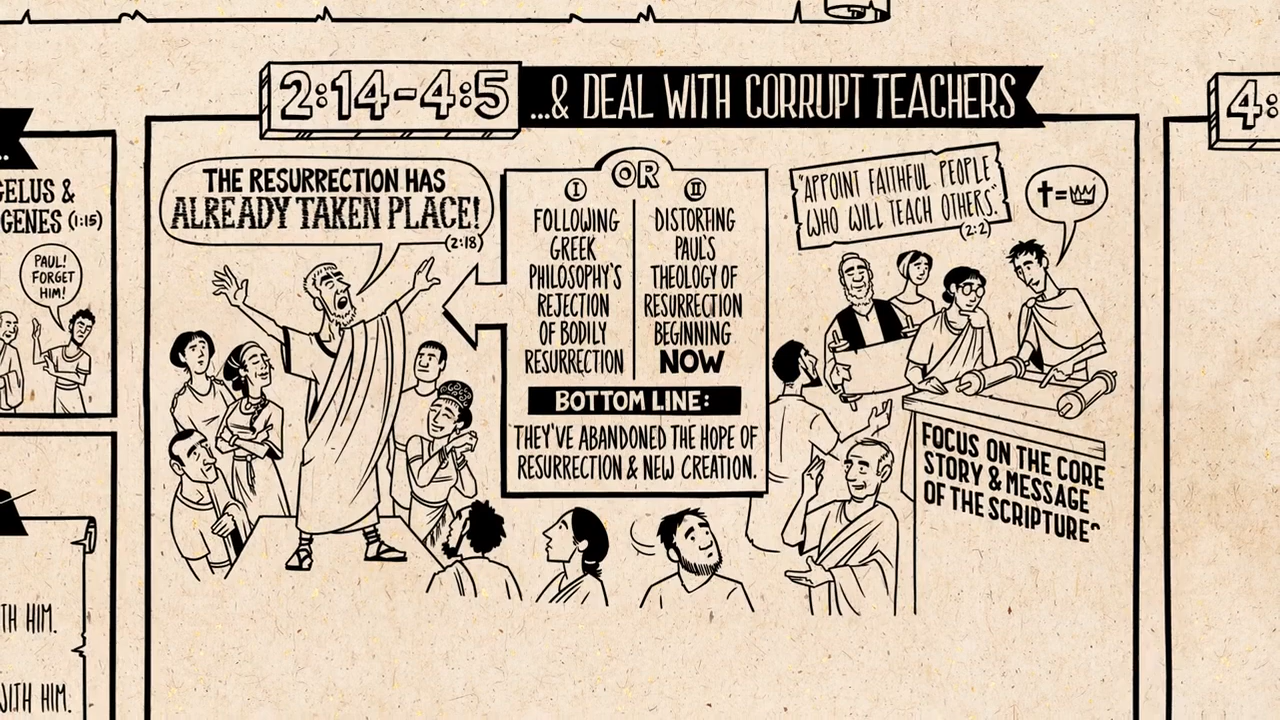 2:14-4:5 ...& DEAL WITH CORRUPT TEACHERS
4:
GELUS &
GENES (1:15)
PAUL!
FORGET
HIM!
TH HIM.
WITH HIM.
THE RESURRECTION HAS
ALREADY TAKEN PLACE!
(2:18)
OR
I
FOLLOWING
GREEK
PHILOSOPHY'S
REJECTION
OF BODILY
RESURRECTION
II
DISTORTING
PAUL'S
THEOLOGY OF
RESURRECTION
BEGINNING
NOW
BOTTOM LINE:
THEY'VE ABANDONED THE HOPE OF
RESURRECTION & NEW CREATION.
"APPOINT FAITHFUL PEOPLE
WHO WILL TEACH OTHERS."
(2:2)
✝=♛
FOCUS ON THE CORE
STORY & MESSAGE
OF THE SCRIPTURE